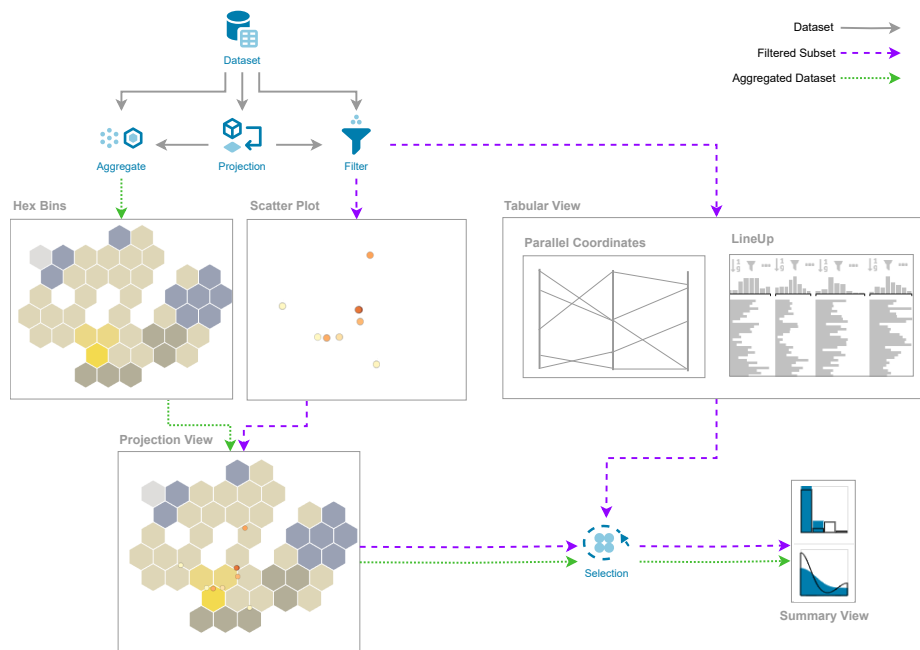 Dataset
Filtered Subset
Aggregated Dataset
Dataset
Aggregate
Projection
Filter
Hex Bins
Scatter Plot
Tabular View
Parallel Coordinates
LineUp
Projection View
Selection
Summary View